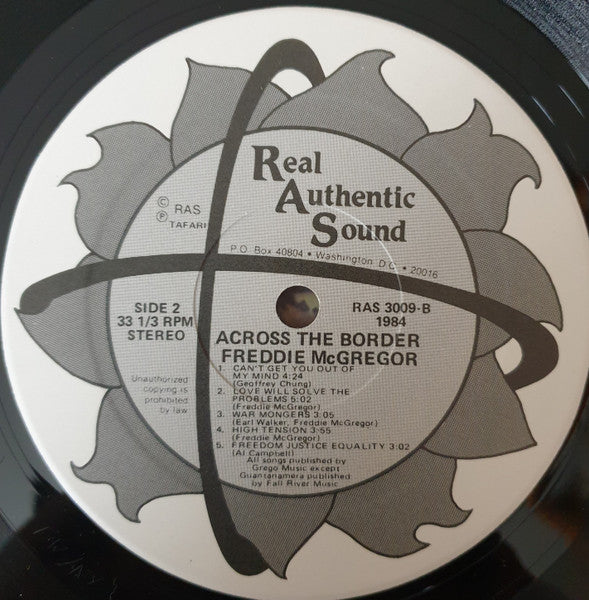 Real
Authentic
Sound
P.O. Box 40804 • Washington D.C. • 20016
© RAS
℗ TAFARI
SIDE 2
33 1/3 RPM
STEREO
RAS 3009-B
1984
ACROSS THE BORDER
FREDDIE McGREGOR
Unauthorized
copying is
prohibited
by law
1. CAN'T GET YOU OUT OF
MY MIND 4:24
(Geoffrey Chung)
2. LOVE WILL SOLVE THE
PROBLEMS 5:02
(Freddie McGregor)
3. WAR MONGERS 3:05
(Earl Walker, Freddie McGregor)
4. HIGH TENSION 3:55
(Freddie McGregor)
5. FREEDOM JUSTICE EQUALITY 3:02
(Al Campbell)
All songs published by
Grego Music except
Guantanamera published
by Fall River Music